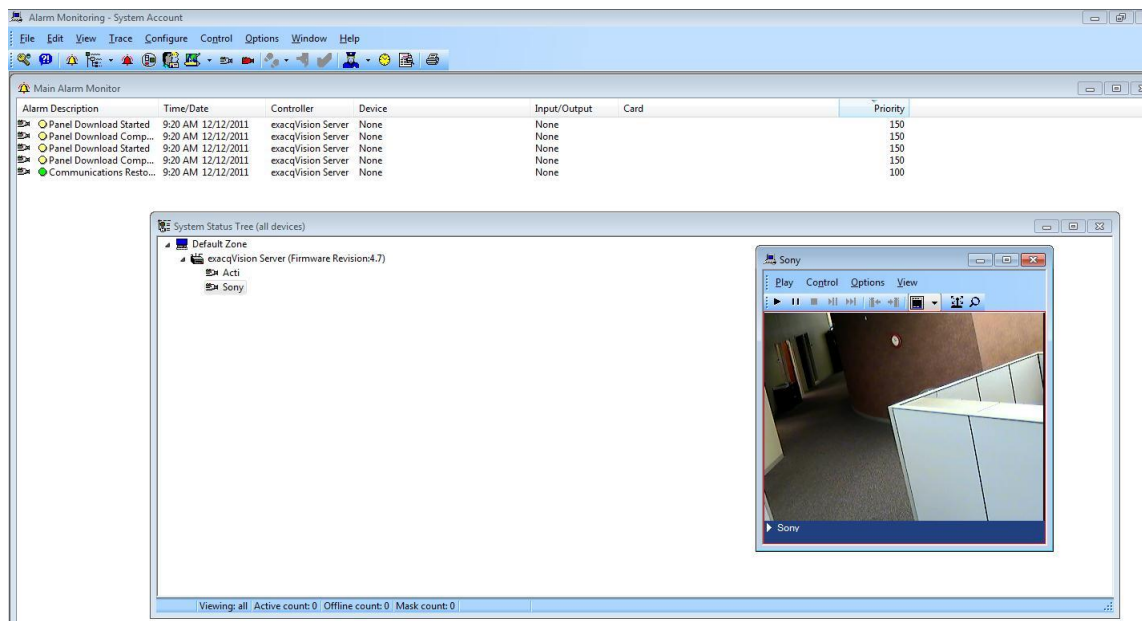 Alarm Monitoring - System Account
File Edit View Trace Configure Control Options Window Help
Main Alarm Monitor
Alarm Description Time/Date Controller Device Input/Output Card Priority
Panel Download Started 9:20 AM 12/12/2011 exacqVision Server None None 150
Panel Download Comp... 9:20 AM 12/12/2011 exacqVision Server None None 150
Panel Download Started 9:20 AM 12/12/2011 exacqVision Server None None 150
Panel Download Comp... 9:20 AM 12/12/2011 exacqVision Server None None 150
Communications Resto... 9:20 AM 12/12/2011 exacqVision Server None None 100
System Status Tree (all devices)
Default Zone
exacqVision Server (Firmware Revision:4.7)
Acti
Sony
Sony
Play Control Options View
Sony
Viewing: all Active count: 0 Offline count: 0 Mask count: 0